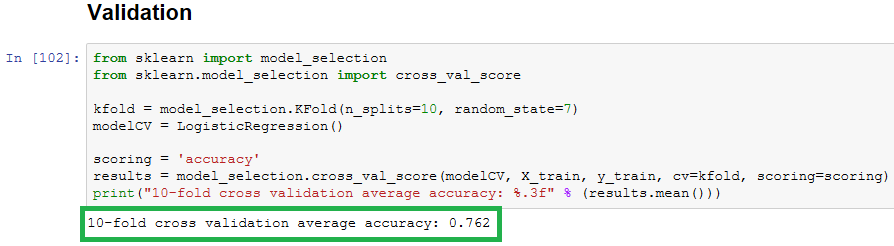 Validation
In [102]: from sklearn import model_selection
from sklearn.model_selection import cross_val_score
kfold = model_selection.KFold(n_splits=10, random_state=7)
modelCV = LogisticRegression()
scoring = 'accuracy'
results = model_selection.cross_val_score(modelCV, X_train, y_train, cv=kfold, scoring=scoring)
print("10-fold cross validation average accuracy: %.3f" % (results.mean()))
10-fold cross validation average accuracy: 0.762